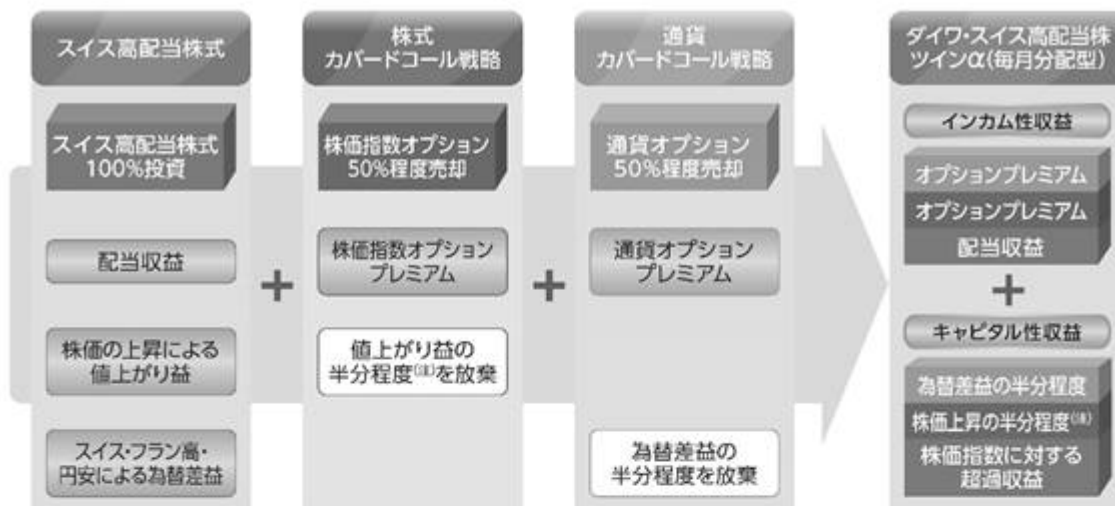 スイス高配当株式
スイス高配当株式
100%投資
配当収益
株価の上昇による
値上がり益
スイス・フラン高・
円安による為替差益
+
株式
カバードコール戦略
株価指数オプション
50%程度売却
株価指数オプション
プレミアム
値上がり益の
半分程度(注)を放棄
+
通貨
カバードコール戦略
通貨オプション
50%程度売却
通貨オプション
プレミアム
為替差益の
半分程度を放棄
ダイワ・スイス高配当株
ツインα(毎月分配型)
インカム性収益
オプションプレミアム
オプションプレミアム
配当収益
+
キャピタル性収益
為替差益の半分程度
株価上昇の半分程度(注)
株価指数に対する
超過収益